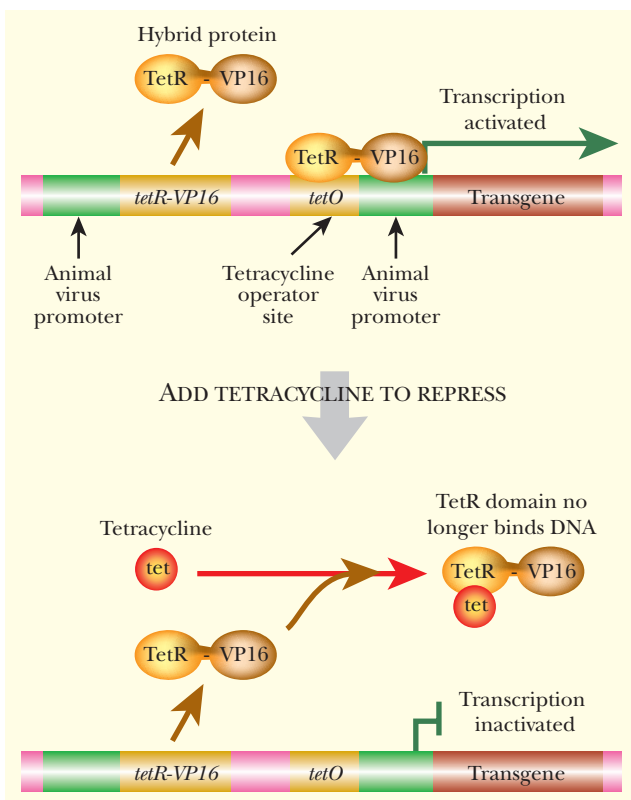 Hybrid protein
TetR - VP16
Transcription
activated
TetR - VP16
tetR-VP16
tetO
Transgene
Animal
virus
promoter
Tetracycline
operator
site
Animal
virus
promoter
ADD TETRACYCLINE TO REPRESS
TetR domain no
longer binds DNA
Tetracycline
tet
TetR - VP16
tet
TetR - VP16
Transcription
inactivated
tetR-VP16
tetO
Transgene